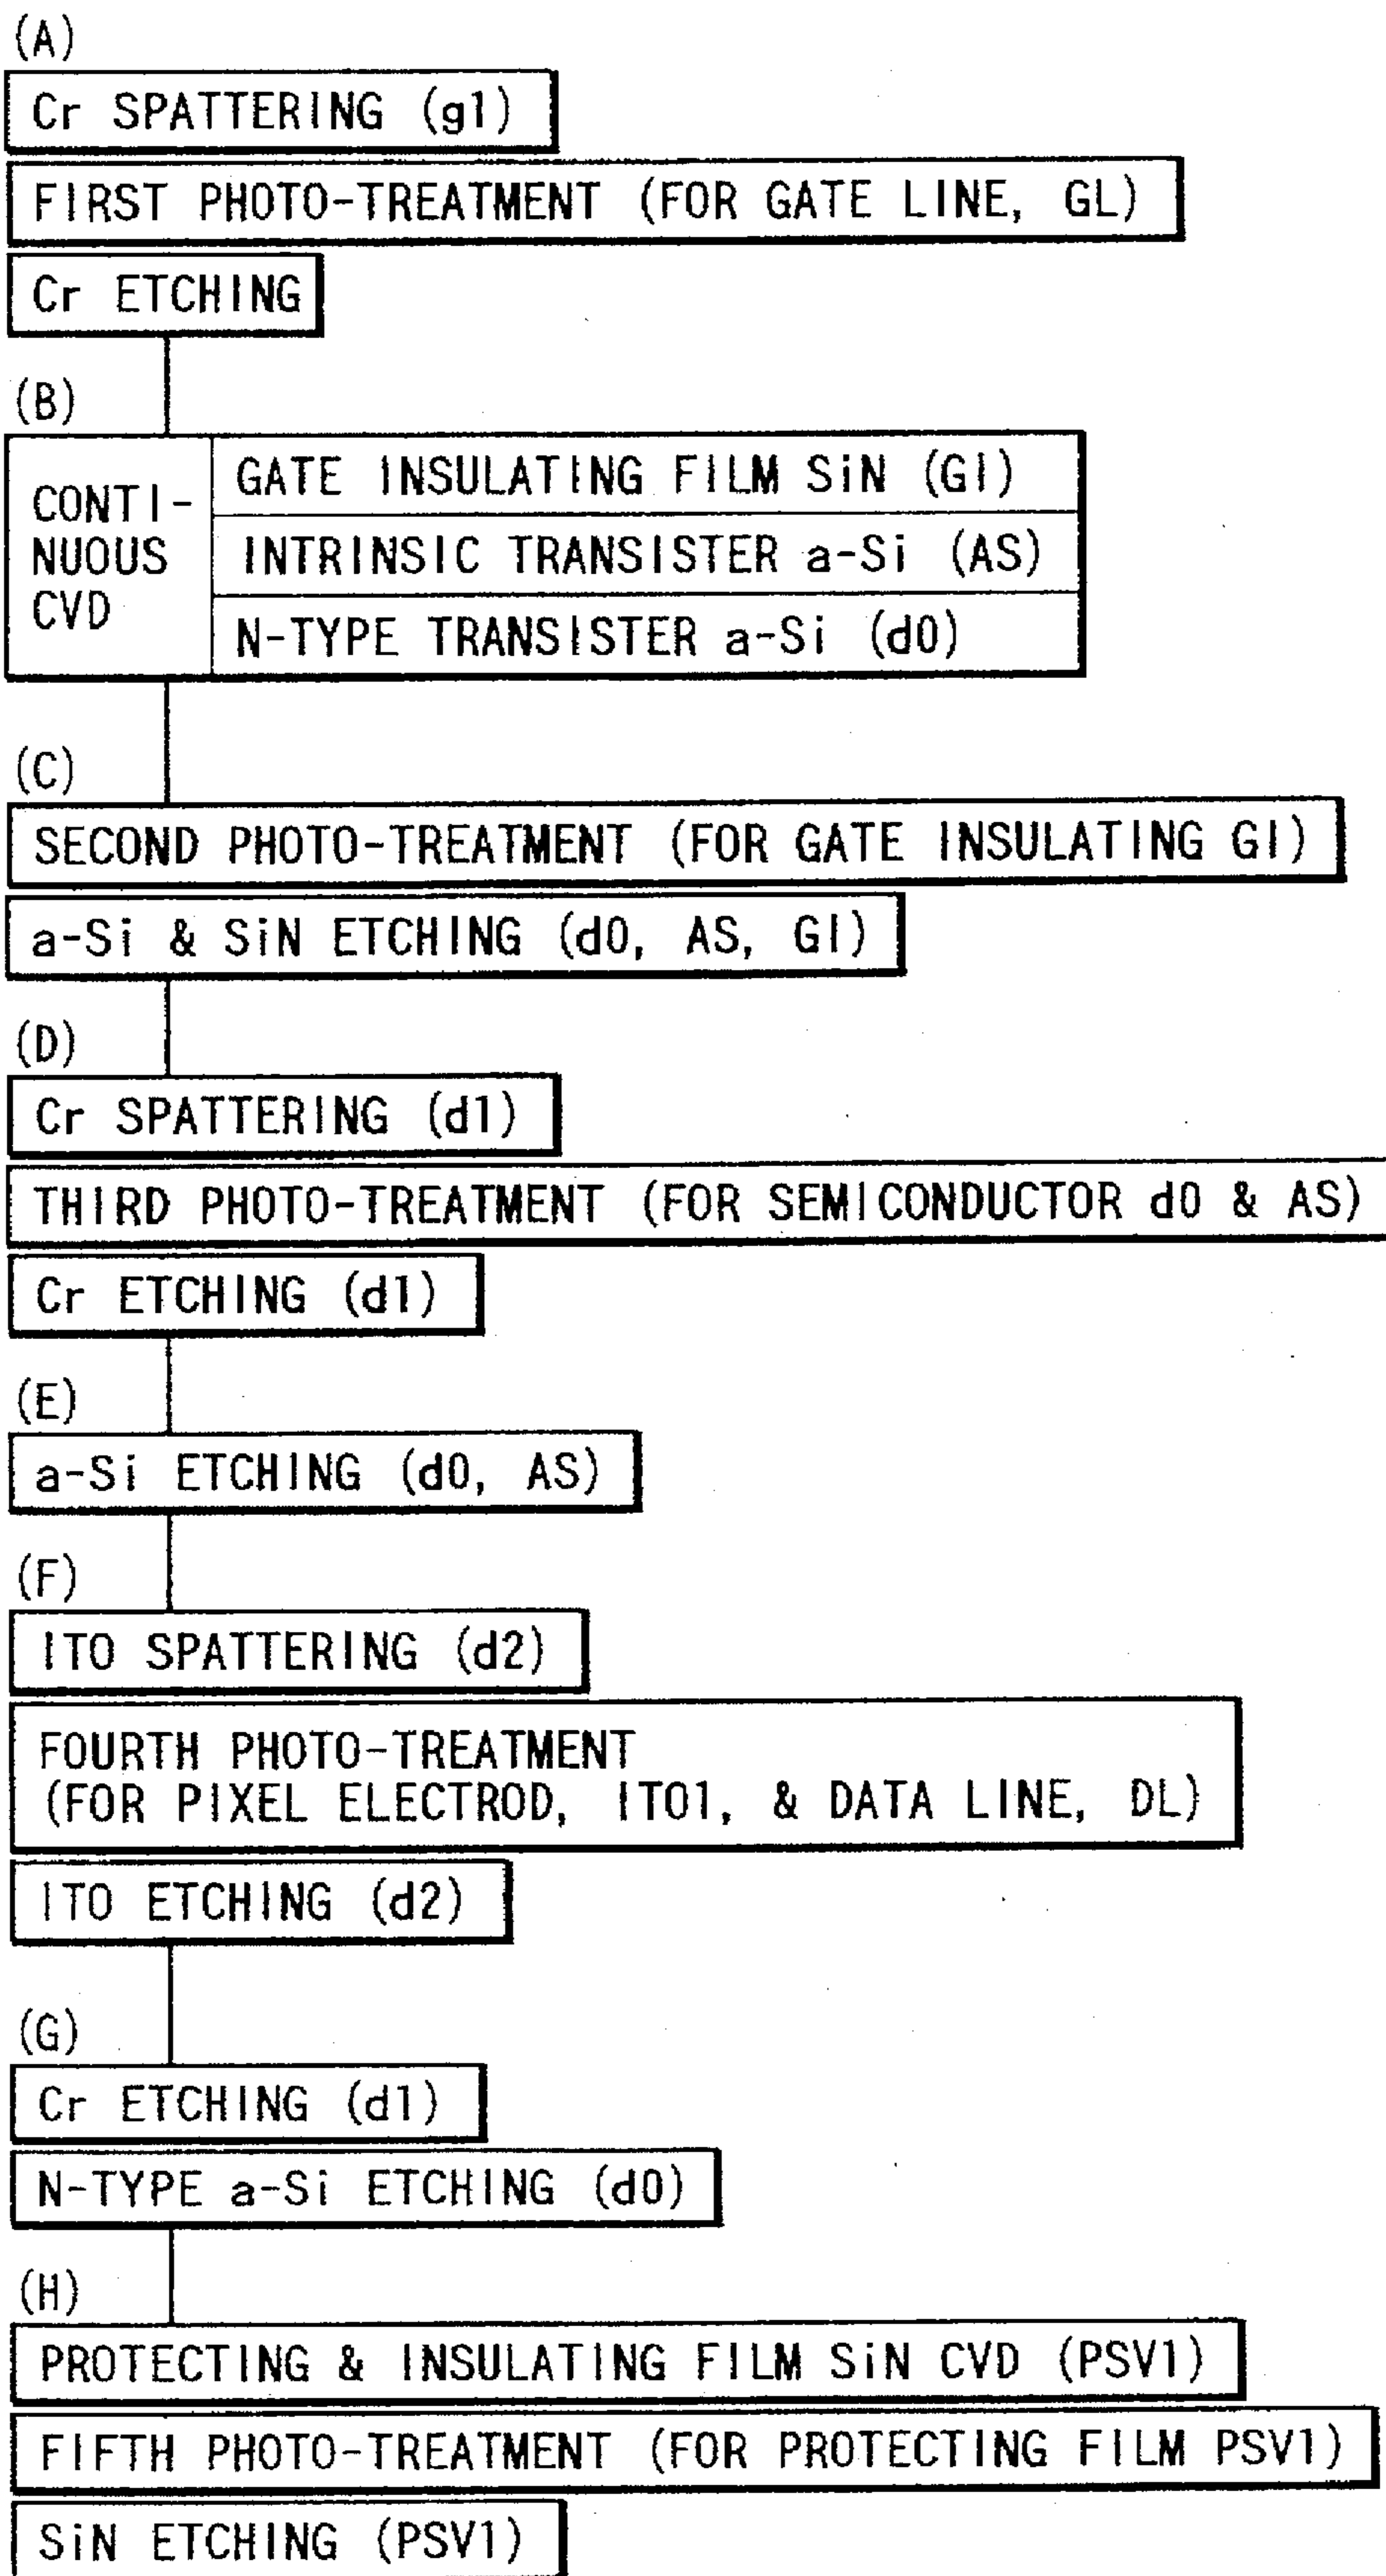 (A)
Cr SPATTERING (g1)
FIRST PHOTO-TREATMENT (FOR GATE LINE, GL)
Cr ETCHING
(B)
CONTI-
NUOUS
CVD
GATE INSULATING FILM SiN (GI)
INTRINSIC TRANSISTER a-Si (AS)
N-TYPE TRANSISTER a-Si (d0)
(C)
SECOND PHOTO-TREATMENT (FOR GATE INSULATING GI)
a-Si & SiN ETCHING (d0, AS, GI)
(D)
Cr SPATTERING (d1)
THIRD PHOTO-TREATMENT (FOR SEMICONDUCTOR d0 & AS)
Cr ETCHING (d1)
(E)
a-Si ETCHING (d0, AS)
(F)
ITO SPATTERING (d2)
FOURTH PHOTO-TREATMENT
(FOR PIXEL ELECTROD, ITO1, & DATA LINE, DL)
ITO ETCHING (d2)
(G)
Cr ETCHING (d1)
N-TYPE a-Si ETCHING (d0)
(H)
PROTECTING & INSULATING FILM SiN CVD (PSV1)
FIFTH PHOTO-TREATMENT (FOR PROTECTING FILM PSV1)
SiN ETCHING (PSV1)